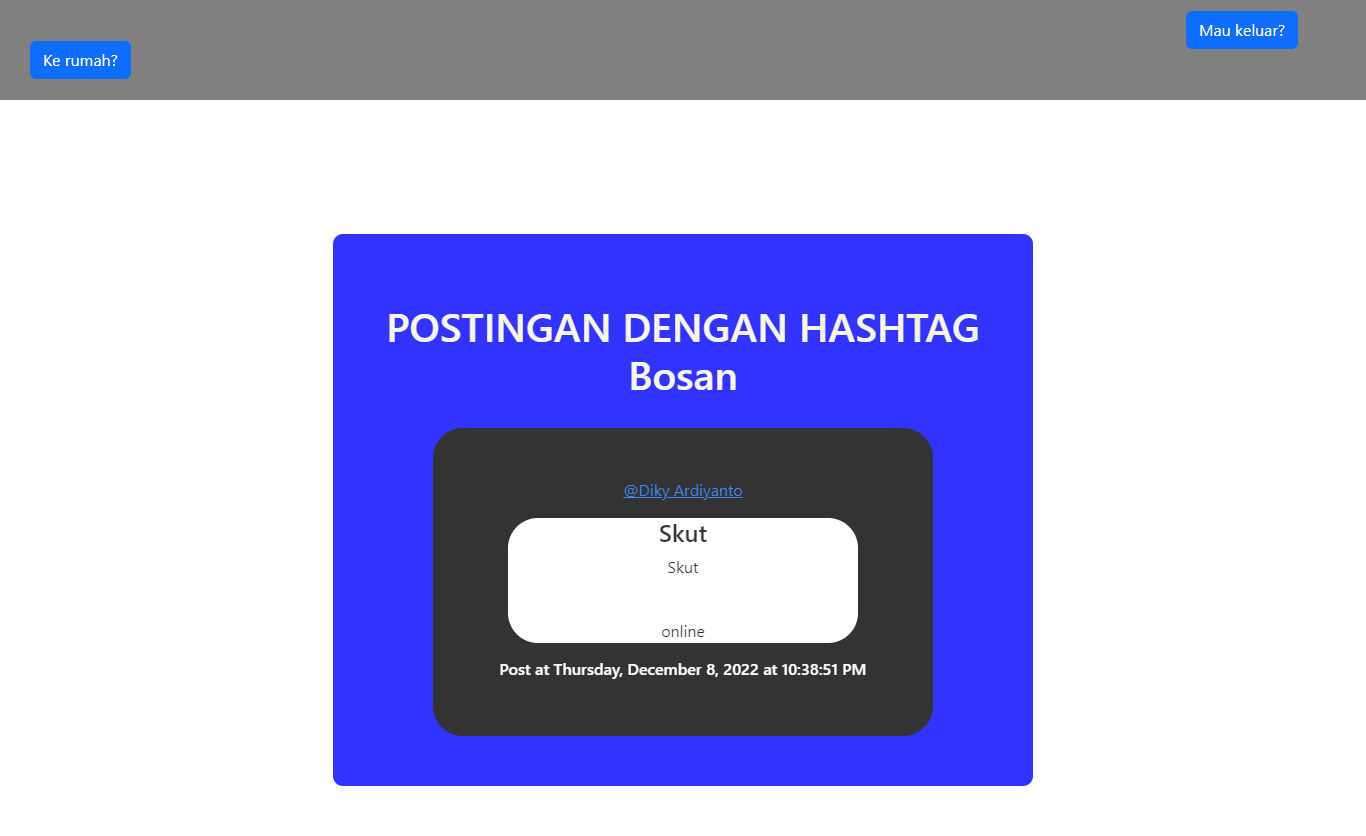 Mau keluar?
Ke rumah?
POSTINGAN DENGAN HASHTAG
Bosan
@Diky Ardiyanto
Skut
Skut
online
Post at Thursday, December 8, 2022 at 10:38:51 PM